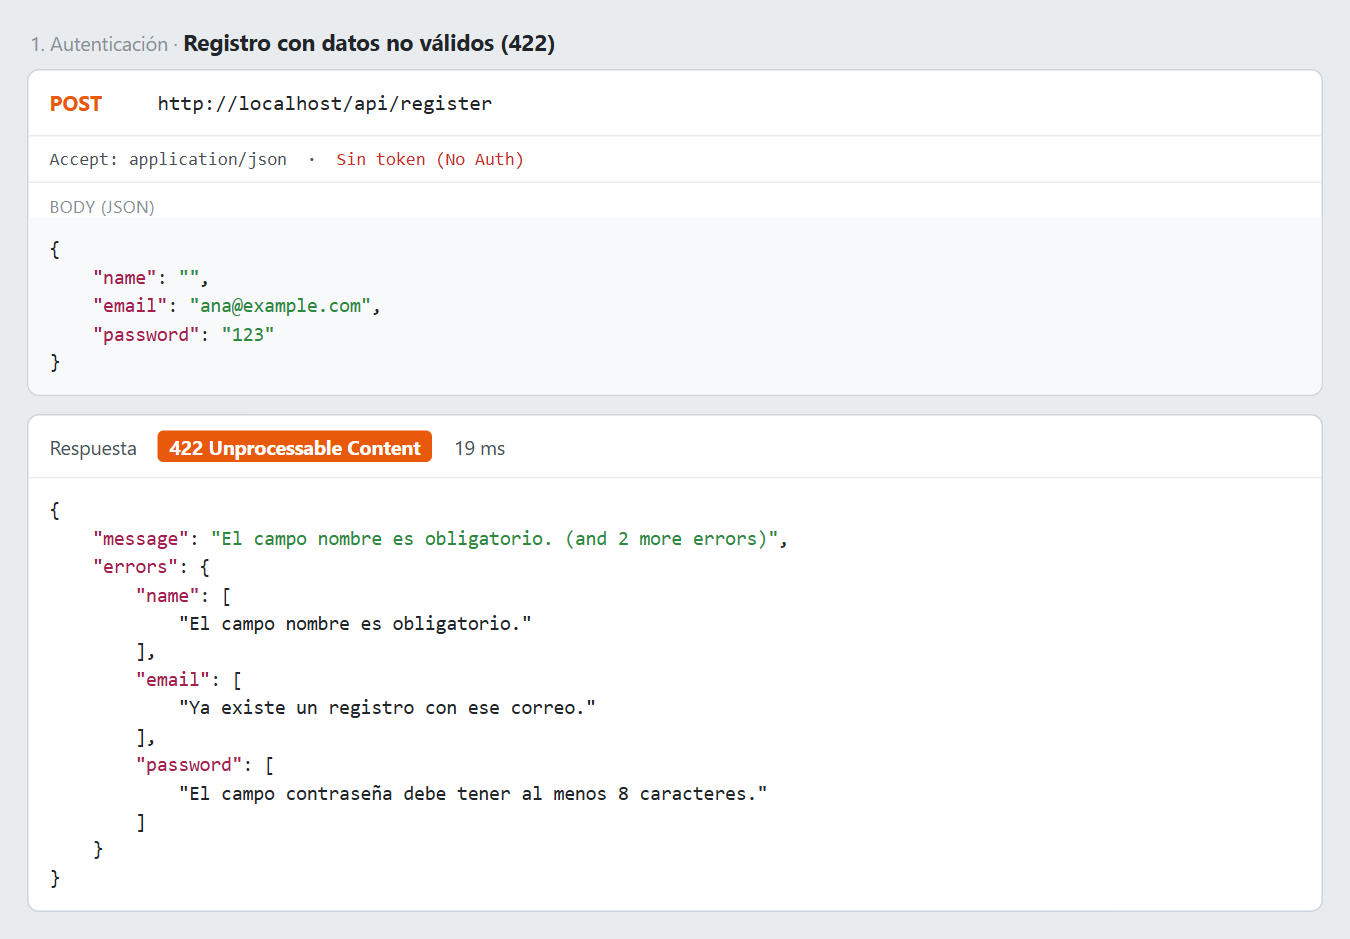 1. Autenticación · Registro con datos no válidos (422)
POST http://localhost/api/register
Accept: application/json · Sin token (No Auth)
BODY (JSON)
{
    "name": "",
    "email": "ana@example.com",
    "password": "123"
}
Respuesta 422 Unprocessable Content 19 ms
{
    "message": "El campo nombre es obligatorio. (and 2 more errors)",
    "errors": {
        "name": [
            "El campo nombre es obligatorio."
        ],
        "email": [
            "Ya existe un registro con ese correo."
        ],
        "password": [
            "El campo contraseña debe tener al menos 8 caracteres."
        ]
    }
}